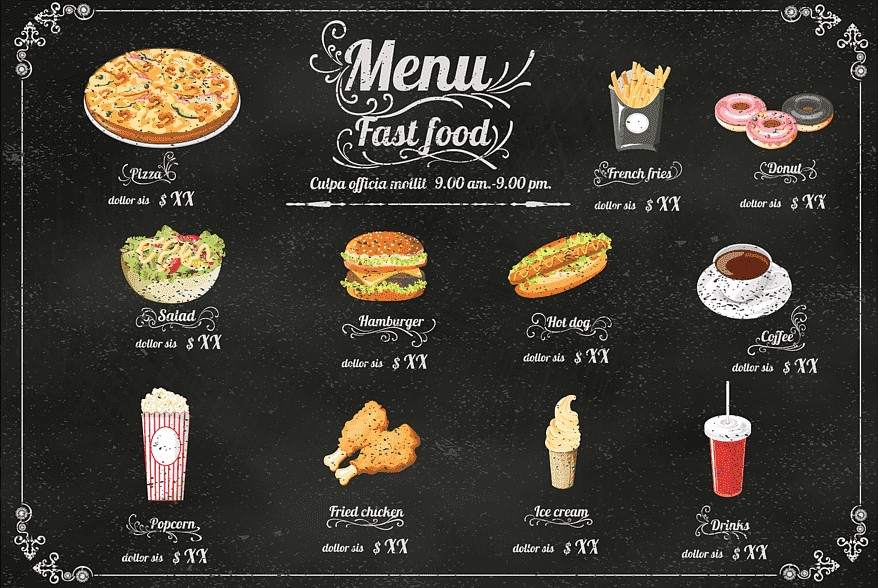 Menu
Fast food
Culpa officia mollit 9.00 am.-9.00 pm.
Pizza
dollor sis $ XX
French fries
dollor sis $ XX
Donut
dollor sis $ XX
Salad
dollor sis $ XX
Hamburger
dollor sis $ XX
Hot dog
dollor sis $ XX
Coffee
dollor sis $ XX
Popcorn
dollor sis $ XX
Fried chicken
dollor sis $ XX
Ice cream
dollor sis $ XX
Drinks
dollor sis $ XX